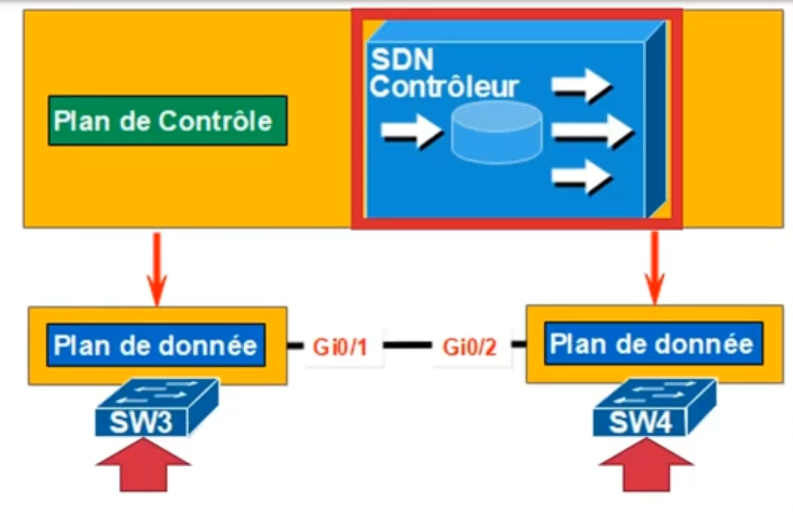 SDN
Contrôleur
Plan de Contrôle
Plan de donnée
Gi0/1
Gi0/2
Plan de donnée
SW3
SW4